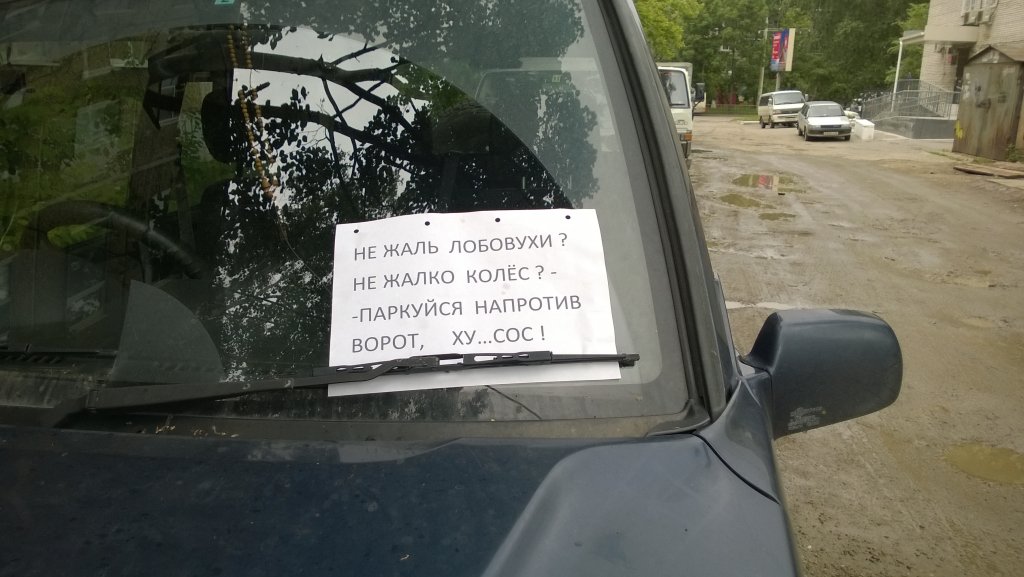 НЕ ЖАЛЬ ЛОБОВУХИ ?
НЕ ЖАЛКО КОЛЁС ? -
-ПАРКУЙСЯ НАПРОТИВ
ВОРОТ, ХУ...СОС !